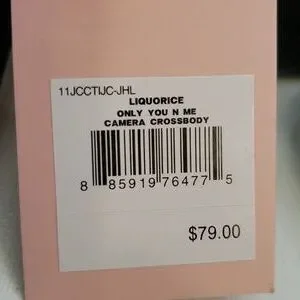 11JCCTIJC-JHL
LIQUORICE
ONLY YOU N ME
CAMERA CROSSBODY
8 85919 76477 5
$79.00